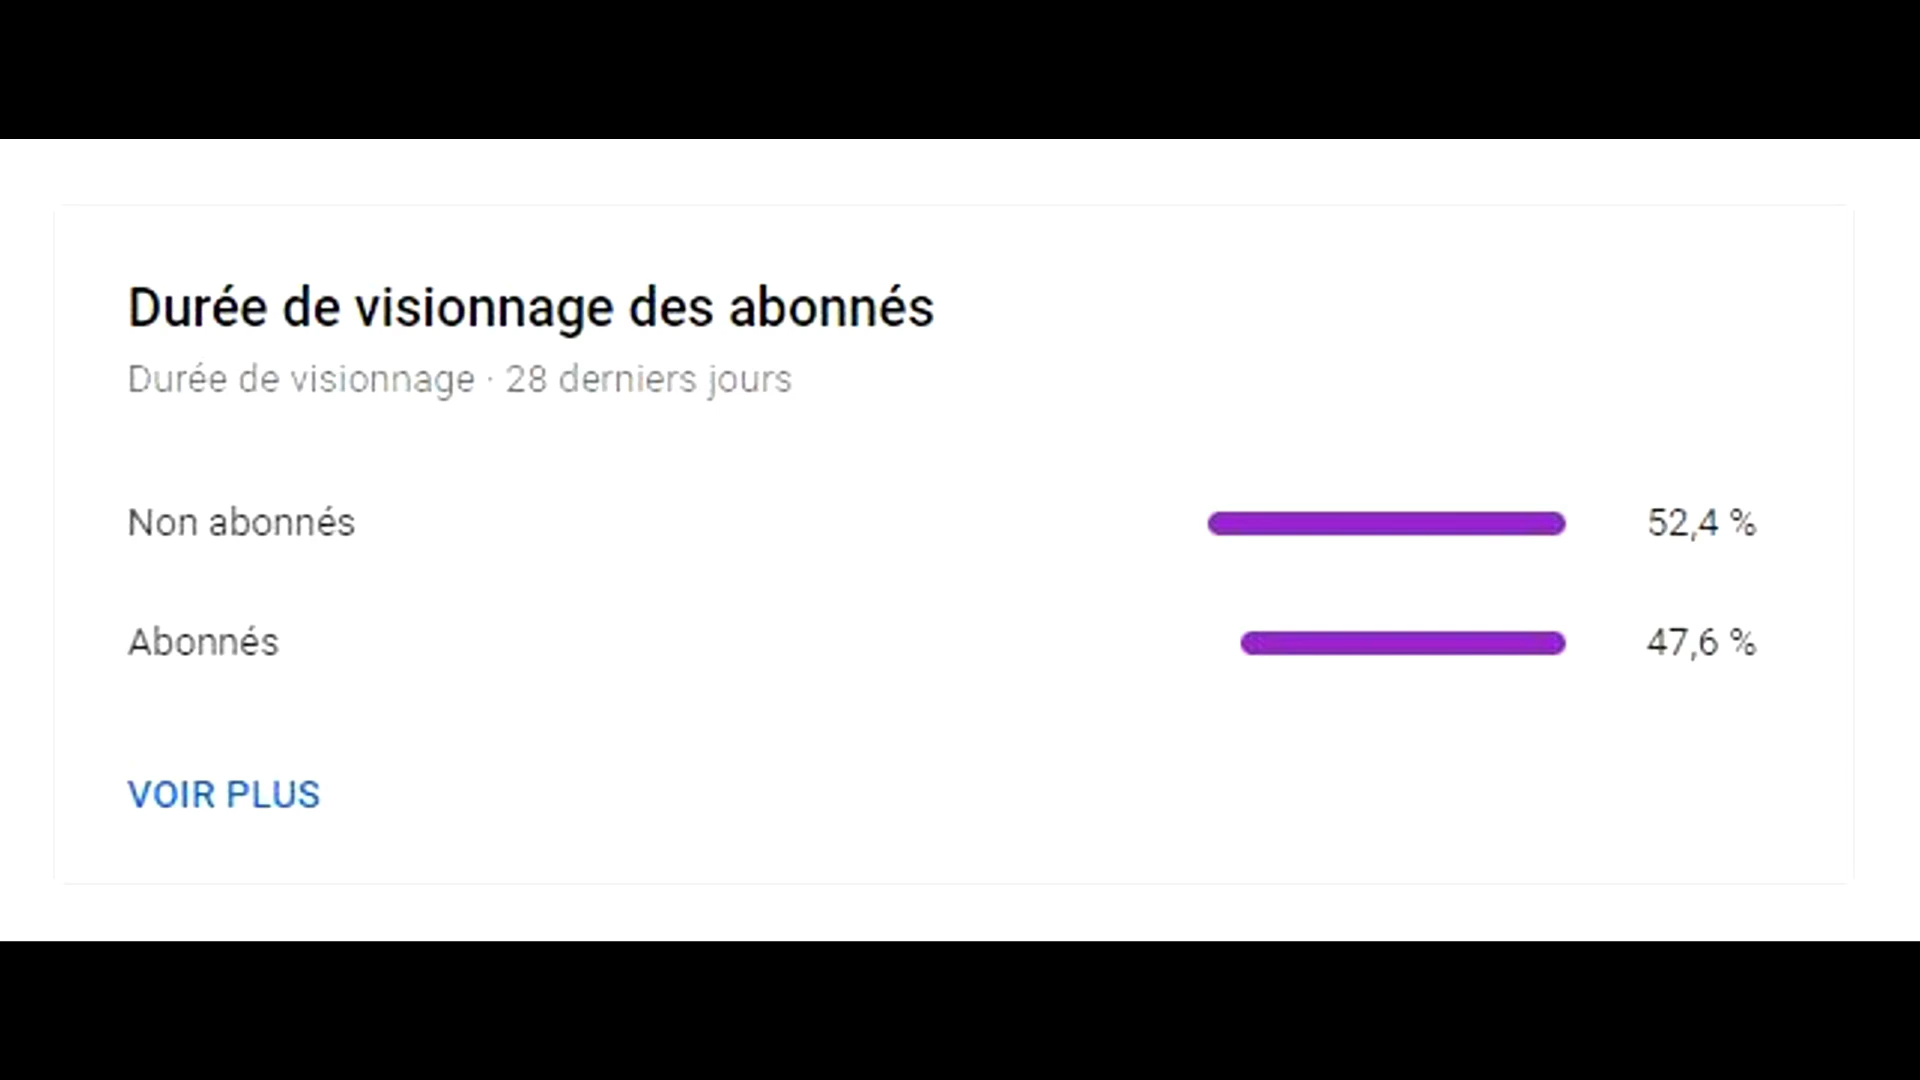 Durée de visionnage des abonnés
Durée de visionnage · 28 derniers jours
Non abonnés 52,4 %
Abonnés 47,6 %
VOIR PLUS